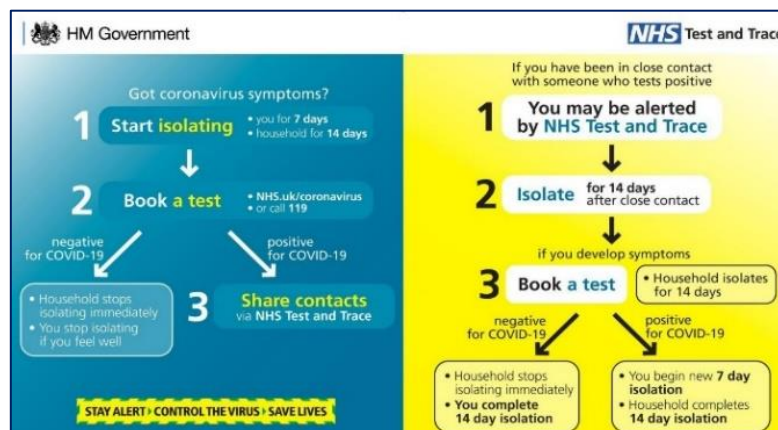 HM Government
NHS Test and Trace
Got coronavirus symptoms?
1 Start isolating
• you for 7 days
• household for 14 days
2 Book a test
• NHS.uk/coronavirus
• or call 119
negative
for COVID-19
positive
for COVID-19
• Household stops
isolating immediately
• You stop isolating
if you feel well
3 Share contacts
via NHS Test and Trace
STAY ALERT CONTROL THE VIRUS SAVE LIVES
If you have been in close contact
with someone who tests positive
1 You may be alerted
by NHS Test and Trace
2 Isolate for 14 days
after close contact
if you develop symptoms
3 Book a test
• Household isolates
for 14 days
negative
for COVID-19
positive
for COVID-19
• Household stops
isolating immediately
• You complete
14 day isolation
• You begin new 7 day
isolation
• Household completes
14 day isolation